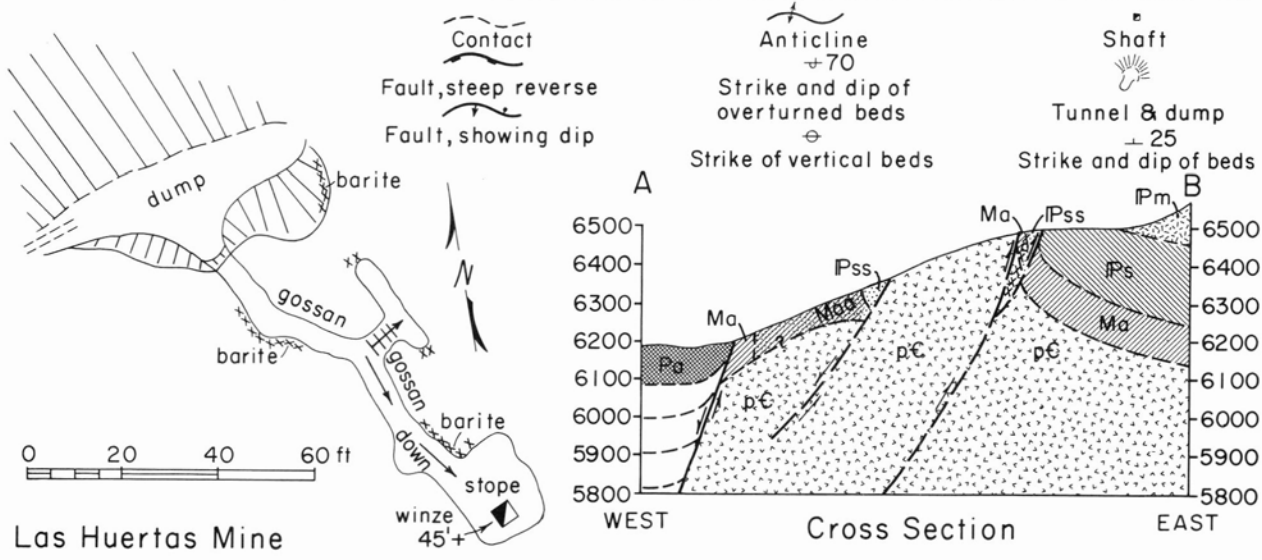 Contact
Fault, steep reverse
Fault, showing dip
Anticline
70
Strike and dip of
overturned beds
Strike of vertical beds
Shaft
Tunnel & dump
25
Strike and dip of beds
dump
barite
N
gossan
barite
gossan
down
barite
stope
winze
45'+
0 20 40 60 ft
Las Huertas Mine
A
B
ℙm
Ma
ℙss
6500
6500
6400
6400
ℙs
ℙss
6300
6300
Moa
Ma
Ma
6200
6200
Pa
p€
p€
6100
6100
6000
6000
5900
5900
5800
5800
WEST
Cross Section
EAST